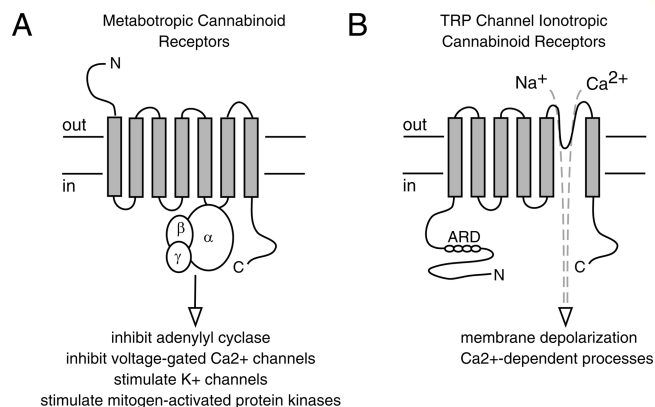 A
Metabotropic Cannabinoid
Receptors
N
out
in
β
α
γ
C
inhibit adenylyl cyclase
inhibit voltage-gated Ca2+ channels
stimulate K+ channels
stimulate mitogen-activated protein kinases
B
TRP Channel Ionotropic
Cannabinoid Receptors
Na+ Ca2+
out
in
ARD
N
C
membrane depolarization
Ca2+-dependent processes